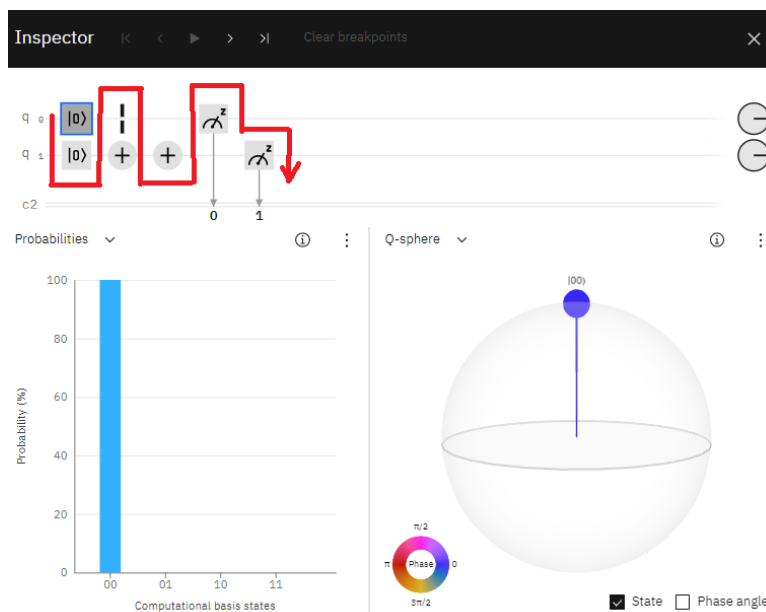 Inspector Clear breakpoints
q 0 |0⟩ z
q 1 |0⟩ + + z
c2
0 1
Probabilities
Q-sphere
100
80
60
40
20
0
Probability (%)
00 01 10 11
Computational basis states
|00⟩
π/2
π Phase 0
3π/2
State Phase angle